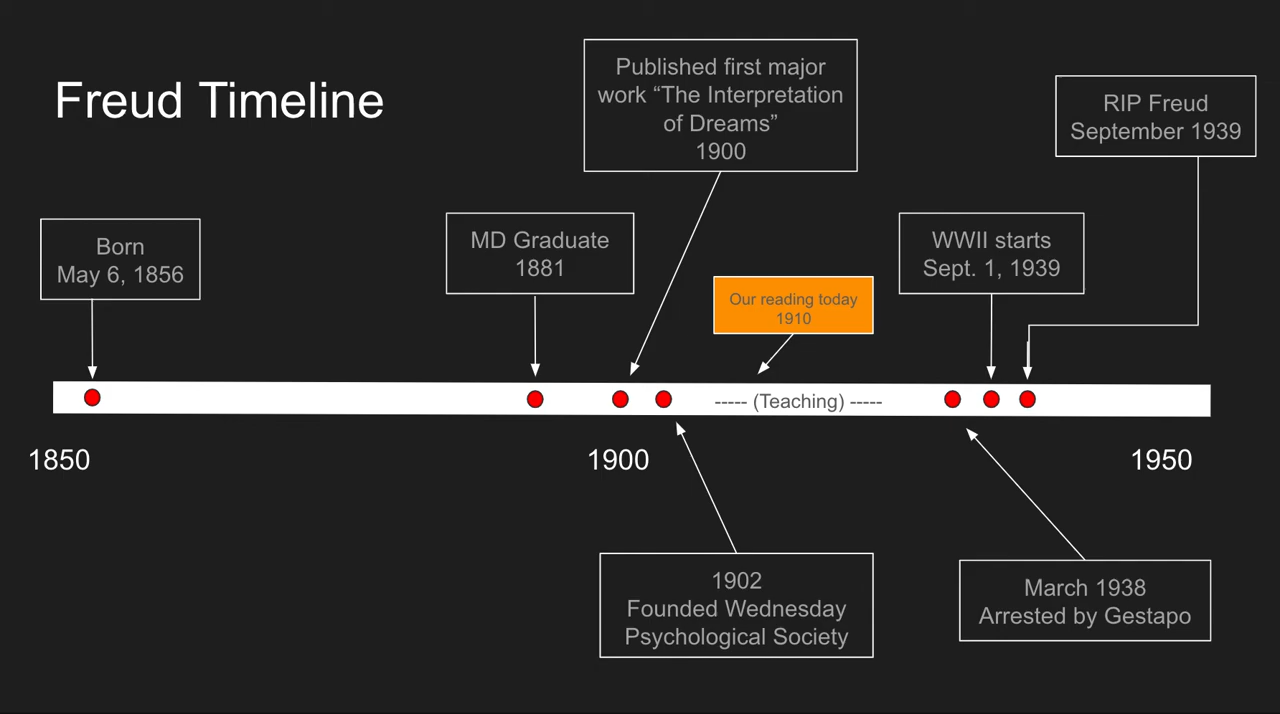 Freud Timeline
Published first major
work “The Interpretation
of Dreams”
1900
RIP Freud
September 1939
Born
May 6, 1856
MD Graduate
1881
WWII starts
Sept. 1, 1939
Our reading today
1910
----- (Teaching) -----
1850
1900
1950
1902
Founded Wednesday
Psychological Society
March 1938
Arrested by Gestapo